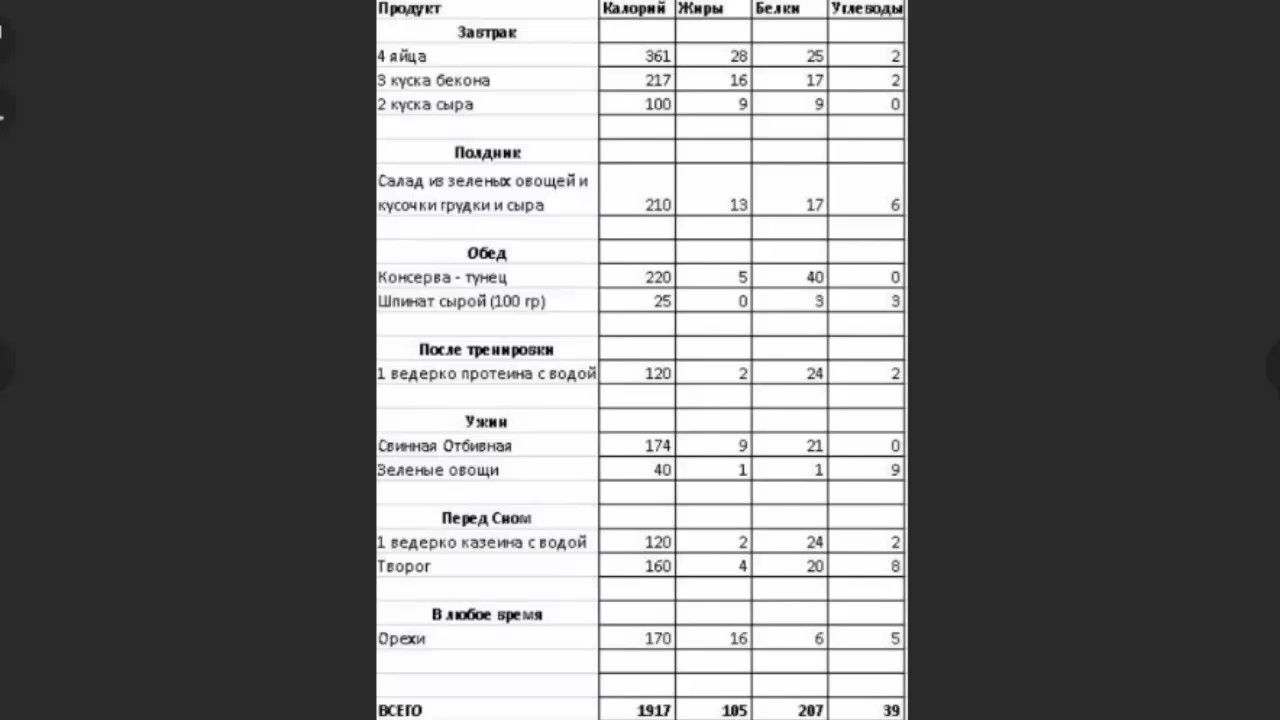 Продукт Калорий Жиры Белки Углеводы
Завтрак
4 яйца 361 28 25 2
3 куска бекона 217 16 17 2
2 куска сыра 100 9 9 0
Полдник
Салад из зеленых овощей и
кусочки грудки и сыра 210 13 17 6
Обед
Консерва - тунец 220 5 40 0
Шпинат сырой (100 гр) 25 0 3 3
После тренировки
1 ведерко протеина с водой 120 2 24 2
Ужин
Свинная Отбивная 174 9 21 0
Зеленые овощи 40 1 1 9
Перед Сном
1 ведерко казеина с водой 120 2 24 2
Творог 160 4 20 8
В любое время
Орехи 170 16 6 5
ВСЕГО 1917 105 207 39